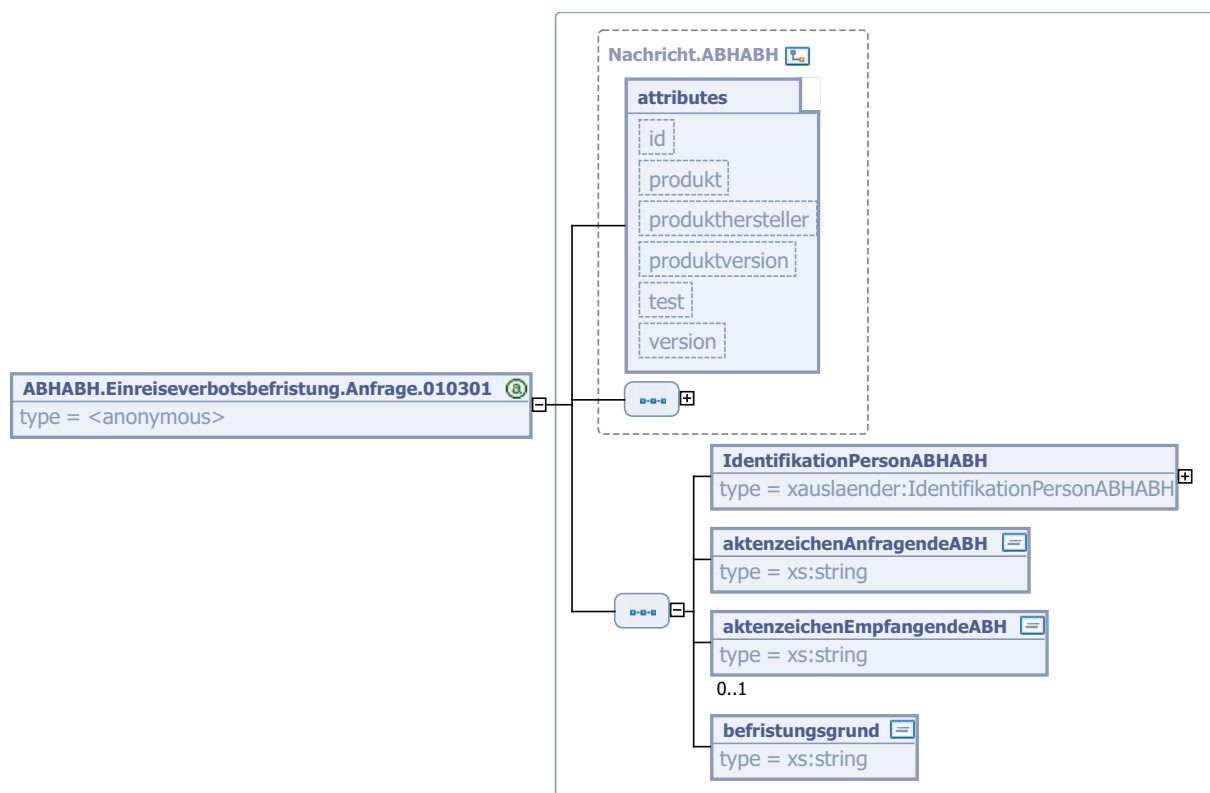 Nachricht.ABHABH
attributes
id
produkt
produkthersteller
produktversion
test
version
ABHABH.Einreiseverbotsbefristung.Anfrage.010301 @
type = <anonymous>
IdentifikationPersonABHABH
type = xauslaender:IdentifikationPersonABHABH
aktenzeichenAnfragendeABH
type = xs:string
aktenzeichenEmpfangendeABH
type = xs:string
0..1
befristungsgrund
type = xs:string